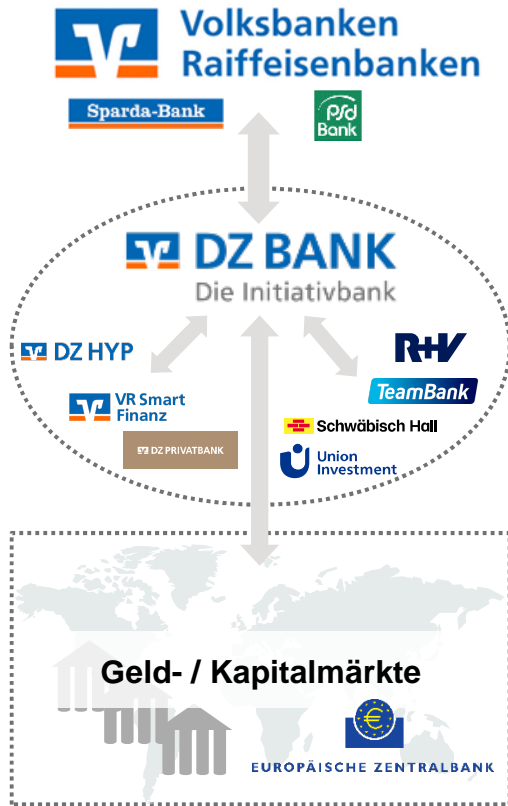 Volksbanken
Raiffeisenbanken
Sparda-Bank
psd
Bank
DZ BANK
Die Initiativbank
DZ HYP
R+V
VR Smart
Finanz
TeamBank
DZ PRIVATBANK
Schwäbisch Hall
Union
Investment
Geld- / Kapitalmärkte
€
EUROPÄISCHE ZENTRALBANK